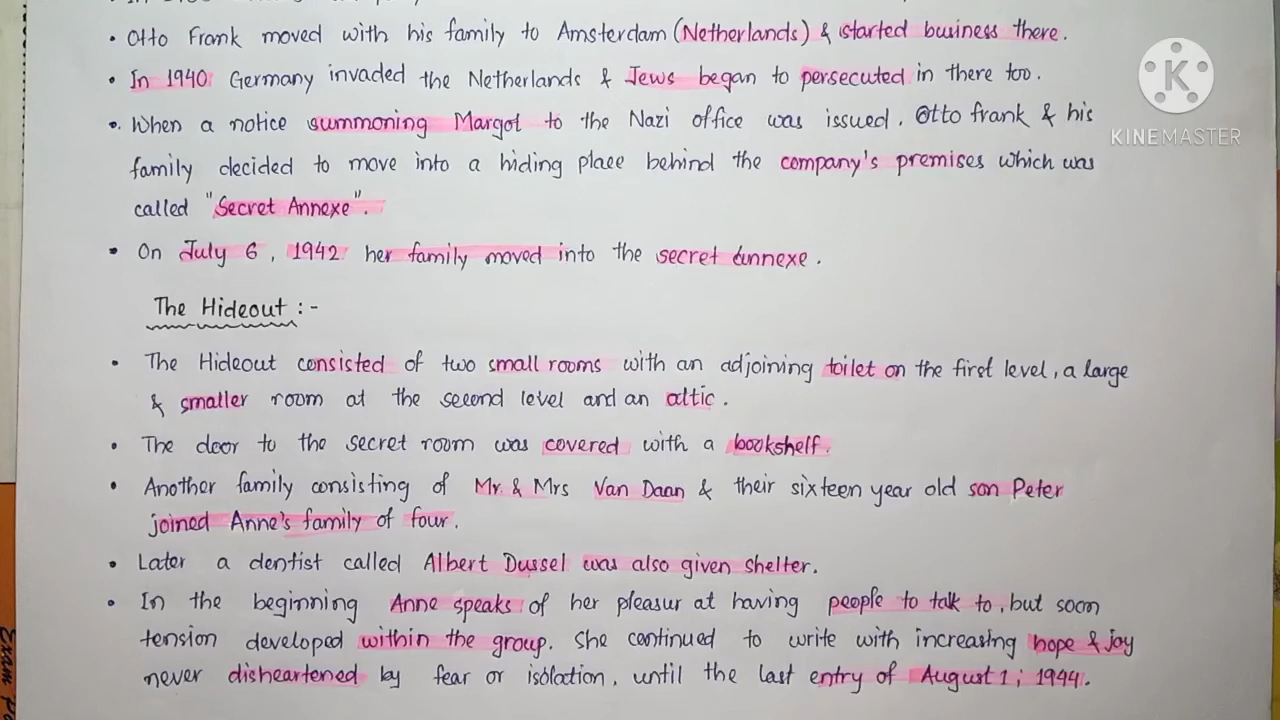 • Otto Frank moved with his family to Amsterdam (Netherlands) & started business there.
• In 1940 Germany invaded the Netherlands & Jews began to persecuted in there too.
• When a notice summoning Margot to the Nazi office was issued. Otto frank & his
family decided to move into a hiding place behind the company's premises which was
called "Secret Annexe".
• On July 6, 1942 her family moved into the secret Annexe.
The Hideout :-
• The Hideout consisted of two small rooms with an adjoining toilet on the first level, a large
& smaller room at the second level and an attic.
• The door to the secret room was covered with a bookshelf.
• Another family consisting of Mr. & Mrs Van Daan & their sixteen year old son Peter
joined Anne's family of four.
• Later a dentist called Albert Dussel was also given shelter.
• In the beginning Anne speaks of her pleasur at having people to talk to, but soon
tension developed within the group. She continued to write with increasing hope & joy
never disheartened by fear or isolation, until the last entry of August 1, 1944.
K
KINEMASTER
Exam